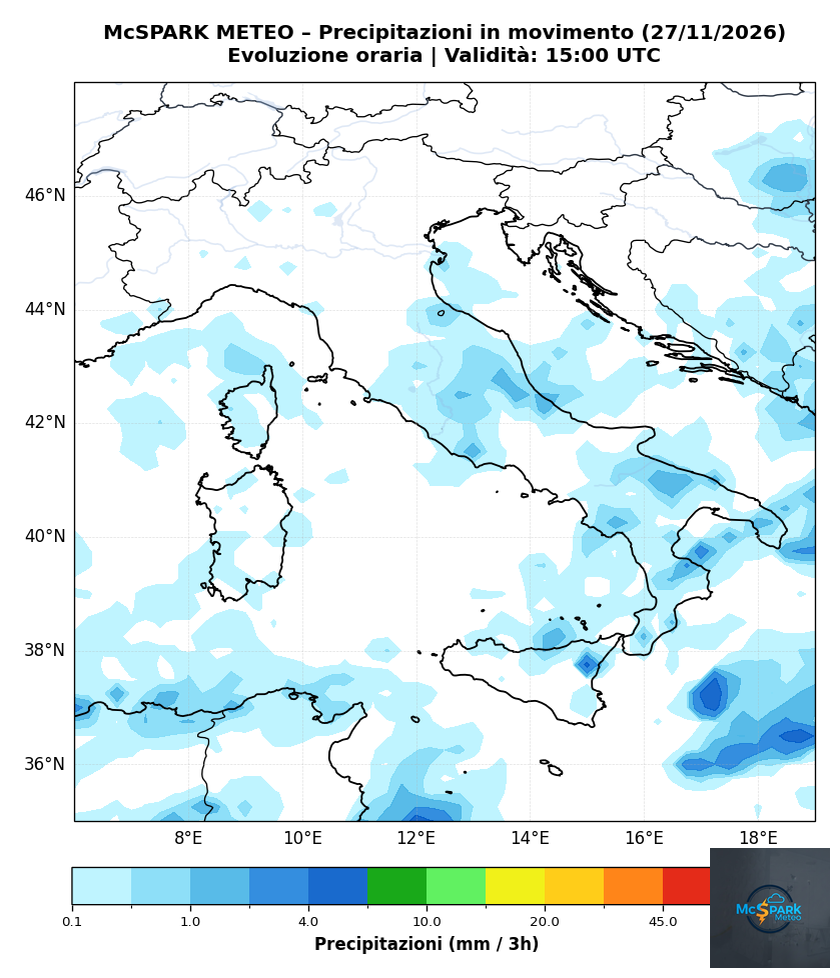 McSPARK METEO – Precipitazioni in movimento (27/11/2026)
Evoluzione oraria | Validità: 15:00 UTC
46°N
44°N
42°N
40°N
38°N
36°N
8°E 10°E 12°E 14°E 16°E 18°E
0.1 1.0 4.0 10.0 20.0 45.0
Precipitazioni (mm / 3h)
McSPARK
Meteo